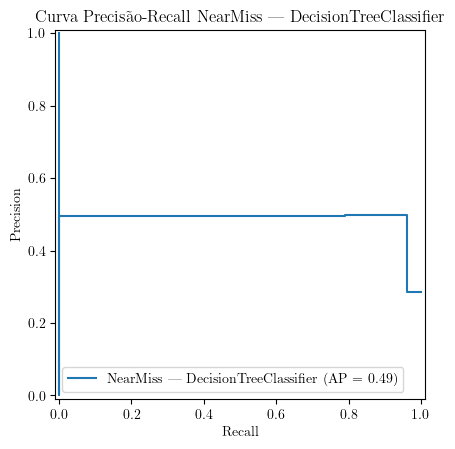 Curva Precisão-Recall NearMiss — DecisionTreeClassifier
1.0
0.8
0.6
0.4
0.2
0.0
Precision
NearMiss — DecisionTreeClassifier (AP = 0.49)
0.0 0.2 0.4 0.6 0.8 1.0
Recall